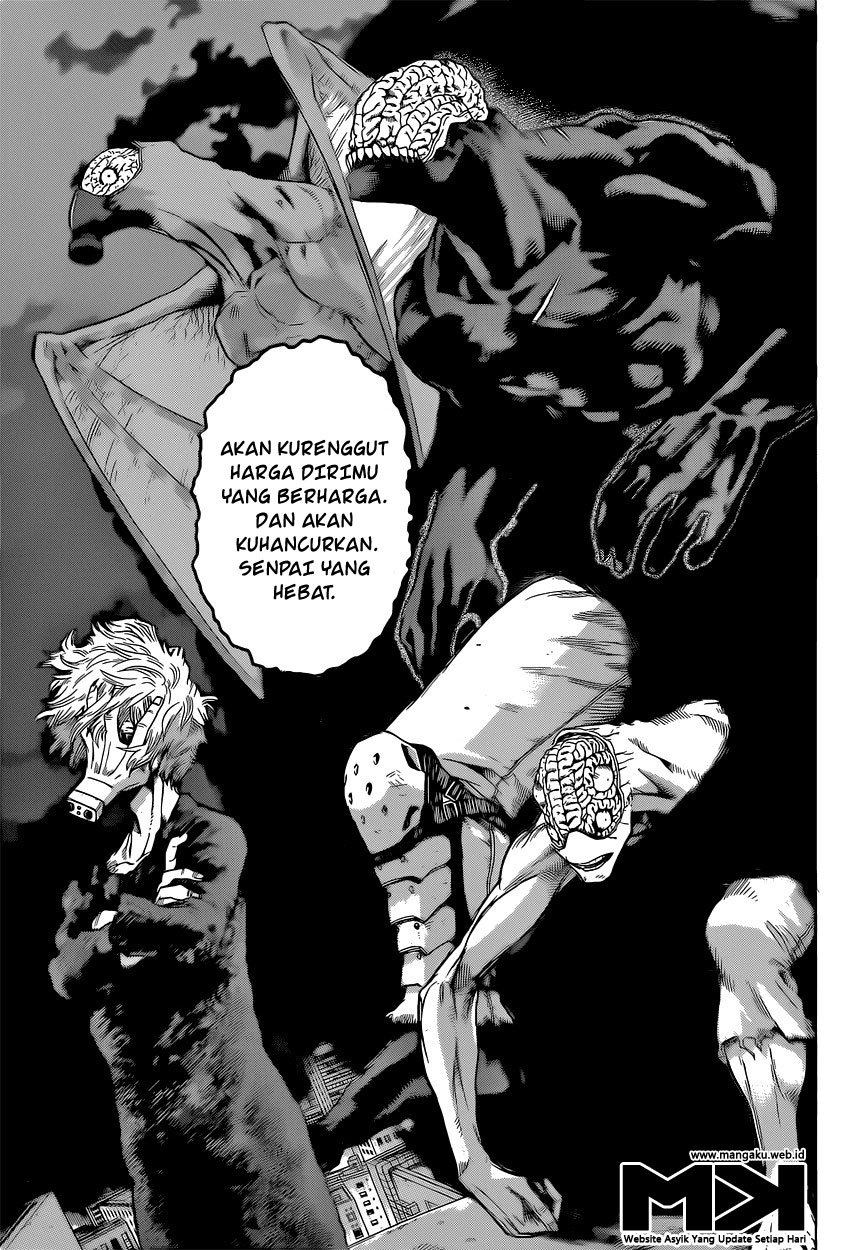 AKAN KURENGGUT
HARGA DIRIMU
YANG BERHARGA.
DAN AKAN
KUHANCURKAN.
SENPAI YANG
HEBAT.
www.mangaku.web.id
MK
Website Asyik Yang Update Setiap Hari